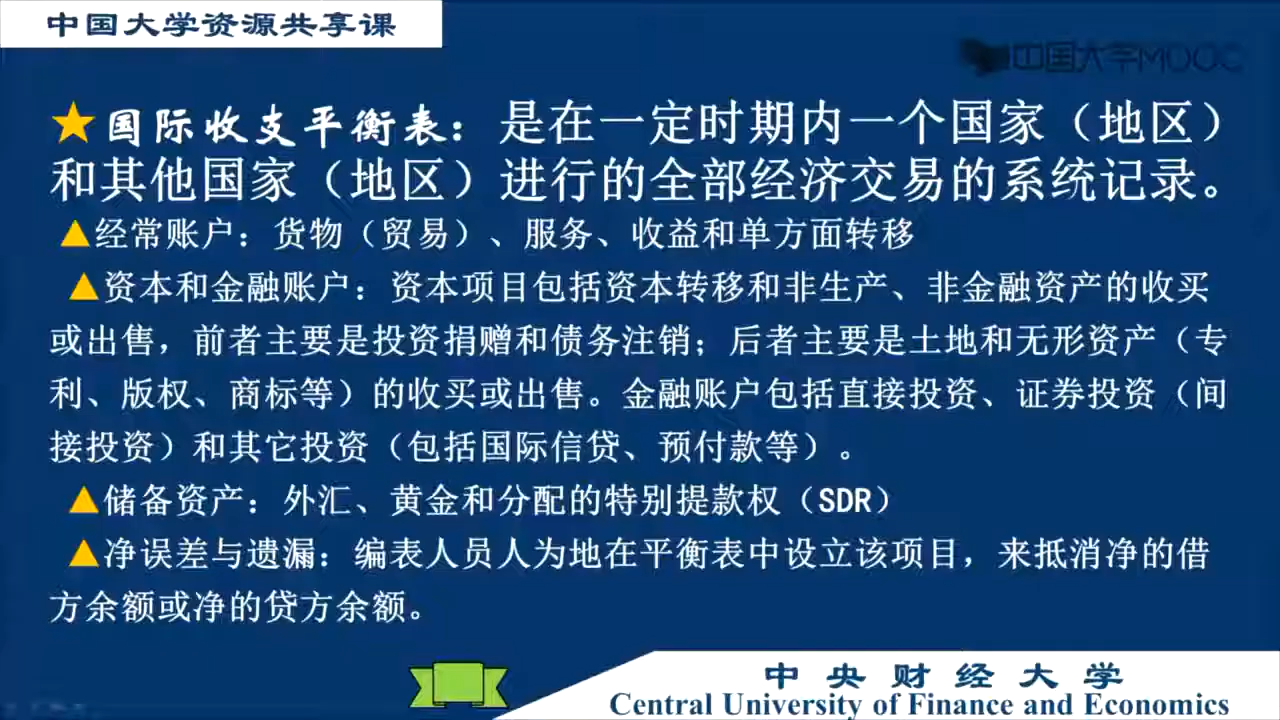 中国大学资源共享课
中国大学MOOC
国际收支平衡表：是在一定时期内一个国家（地区）
和其他国家（地区）进行的全部经济交易的系统记录。
经常账户：货物（贸易）、服务、收益和单方面转移
资本和金融账户：资本项目包括资本转移和非生产、非金融资产的收买
或出售，前者主要是投资捐赠和债务注销；后者主要是土地和无形资产（专
利、版权、商标等）的收买或出售。金融账户包括直接投资、证券投资（间
接投资）和其它投资（包括国际信贷、预付款等）。
储备资产：外汇、黄金和分配的特别提款权（SDR）
净误差与遗漏：编表人员人为地在平衡表中设立该项目，来抵消净的借
方余额或净的贷方余额。
中央财经大学
Central University of Finance and Economics